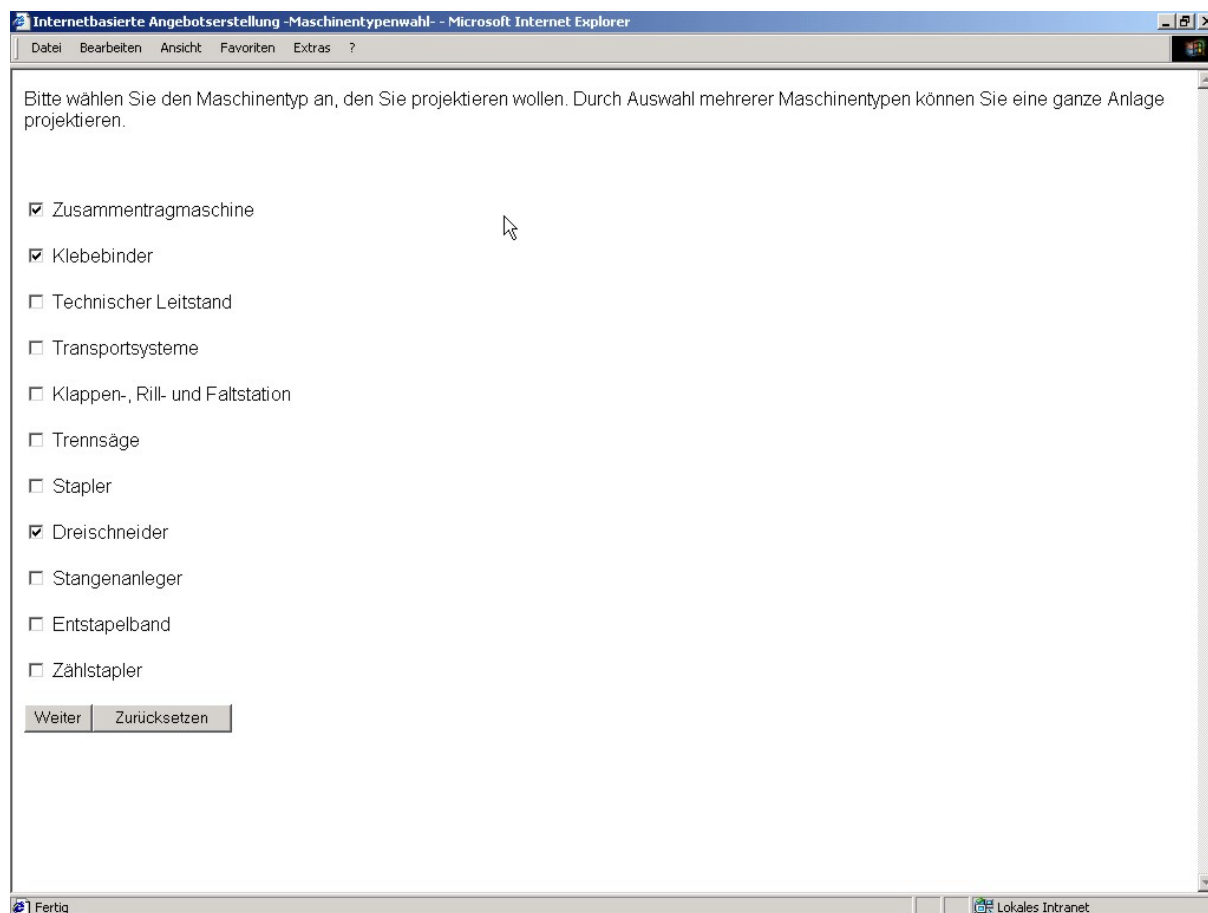 Internetbasierte Angebotserstellung -Maschinentypenwahl- - Microsoft Internet Explorer
Datei Bearbeiten Ansicht Favoriten Extras ?
Bitte wählen Sie den Maschinentyp an, den Sie projektieren wollen. Durch Auswahl mehrerer Maschinentypen können Sie eine ganze Anlage
projektieren.
Zusammentragmaschine
Klebebinder
Technischer Leitstand
Transportsysteme
Klappen-, Rill- und Faltstation
Trennsäge
Stapler
Dreischneider
Stangenanleger
Entstapelband
Zählstapler
Weiter Zurücksetzen
Fertig Lokales Intranet